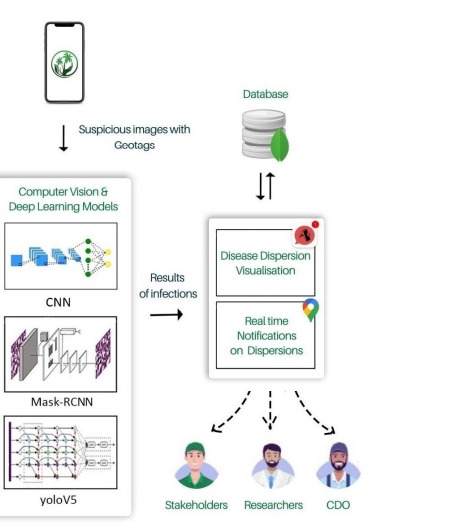 Database
Suspicious images with
Geotags
Computer Vision &
Deep Learning Models
CNN
Mask-RCNN
yoloV5
Results
of infections
Disease Dispersion
Visualisation
Real time
Notifications
on Dispersions
Stakeholders
Researchers
CDO